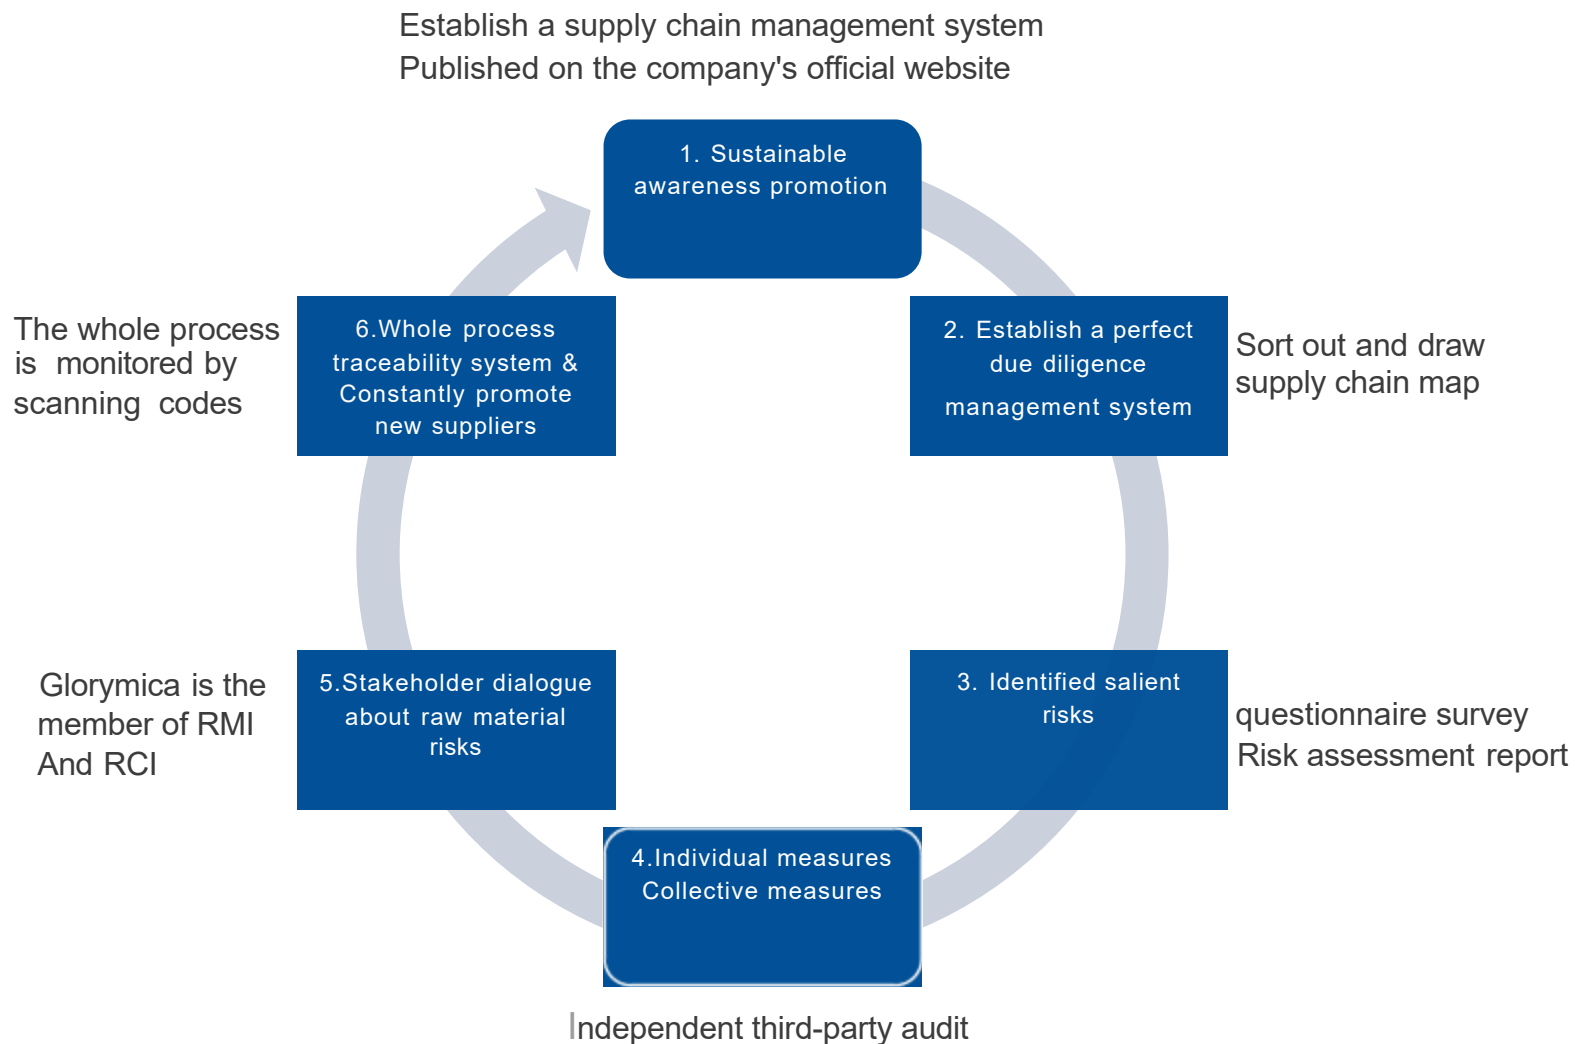 Establish a supply chain management system
Published on the company's official website
1. Sustainable
awareness promotion
2. Establish a perfect
due diligence
management system
Sort out and draw
supply chain map
3. Identified salient
risks
questionnaire survey
Risk assessment report
4.Individual measures
Collective measures
Independent third-party audit
5.Stakeholder dialogue
about raw material
risks
Glorymica is the
member of RMI
And RCI
6.Whole process
traceability system &
Constantly promote
new suppliers
The whole process
is monitored by
scanning codes